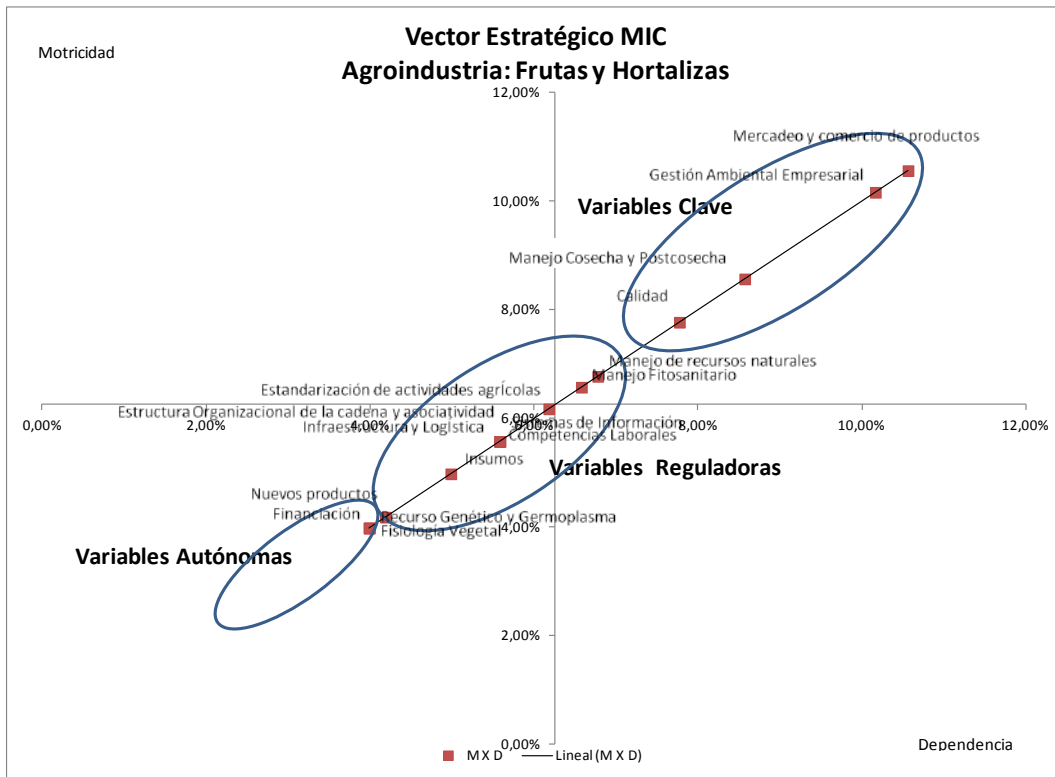 Vector Estratégico MIC
Motricidad
Agroindustria: Frutas y Hortalizas
12,00%
Mercadeo y comercio de productos
Gestión Ambiental Empresarial
10,00%
Variables Clave
Manejo Cosecha y Postcosecha
Calidad
8,00%
Manejo de recursos naturales
Manejo Fitosanitario
Estandarización de actividades agrícolas
Estructura Organizacional de la cadena y asociatividad
6,00%
de Información
Infraestructura y Logística
Competencias Laborales
0,00% 2,00% 4,00% 6,00% 8,00% 10,00% 12,00%
Insumos
Variables Reguladoras
Nuevos productos
Financiación
Recurso Genético y Germoplasma
Fisiología Vegetal
4,00%
Variables Autónomas
2,00%
0,00%
M X D
Lineal (M X D)
Dependencia